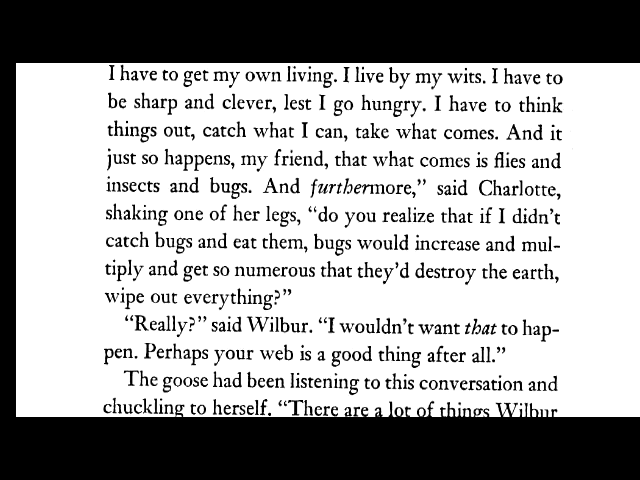 I have to get my own living. I live by my wits. I have to
be sharp and clever, lest I go hungry. I have to think
things out, catch what I can, take what comes. And it
just so happens, my friend, that what comes is flies and
insects and bugs. And furthermore,” said Charlotte,
shaking one of her legs, “do you realize that if I didn’t
catch bugs and eat them, bugs would increase and mul-
tiply and get so numerous that they’d destroy the earth,
wipe out everything?”
“Really?” said Wilbur. “I wouldn’t want that to hap-
pen. Perhaps your web is a good thing after all.”
The goose had been listening to this conversation and
chuckling to herself. “There are a lot of things Wilbur